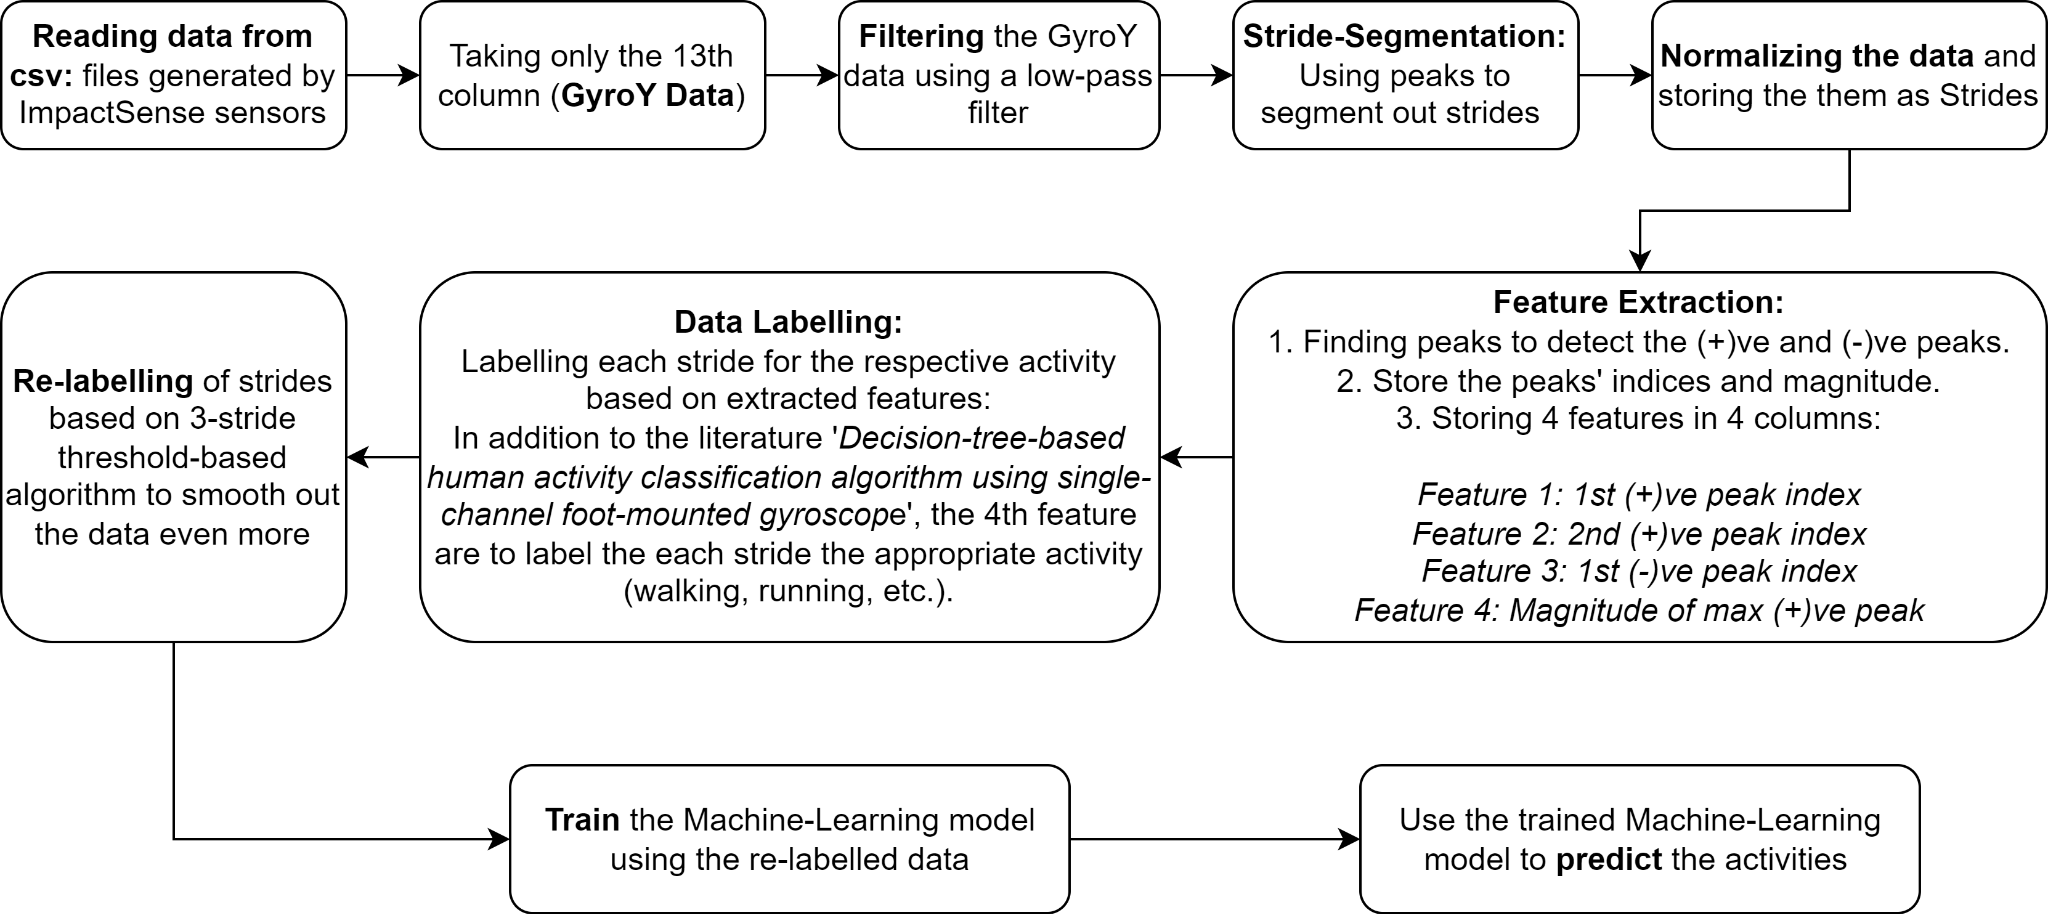 Reading data from
csv: files generated by
ImpactSense sensors
Taking only the 13th
column (GyroY Data)
Filtering the GyroY
data using a low-pass
filter
Stride-Segmentation:
Using peaks to
segment out strides
Normalizing the data and
storing the them as Strides
Feature Extraction:
1. Finding peaks to detect the (+)ve and (-)ve peaks.
2. Store the peaks' indices and magnitude.
3. Storing 4 features in 4 columns:
Feature 1: 1st (+)ve peak index
Feature 2: 2nd (+)ve peak index
Feature 3: 1st (-)ve peak index
Feature 4: Magnitude of max (+)ve peak
Data Labelling:
Labelling each stride for the respective activity
based on extracted features:
In addition to the literature 'Decision-tree-based
human activity classification algorithm using single-
channel foot-mounted gyroscope', the 4th feature
are to label the each stride the appropriate activity
(walking, running, etc.).
Re-labelling of strides
based on 3-stride
threshold-based
algorithm to smooth out
the data even more
Train the Machine-Learning model
using the re-labelled data
Use the trained Machine-Learning
model to predict the activities